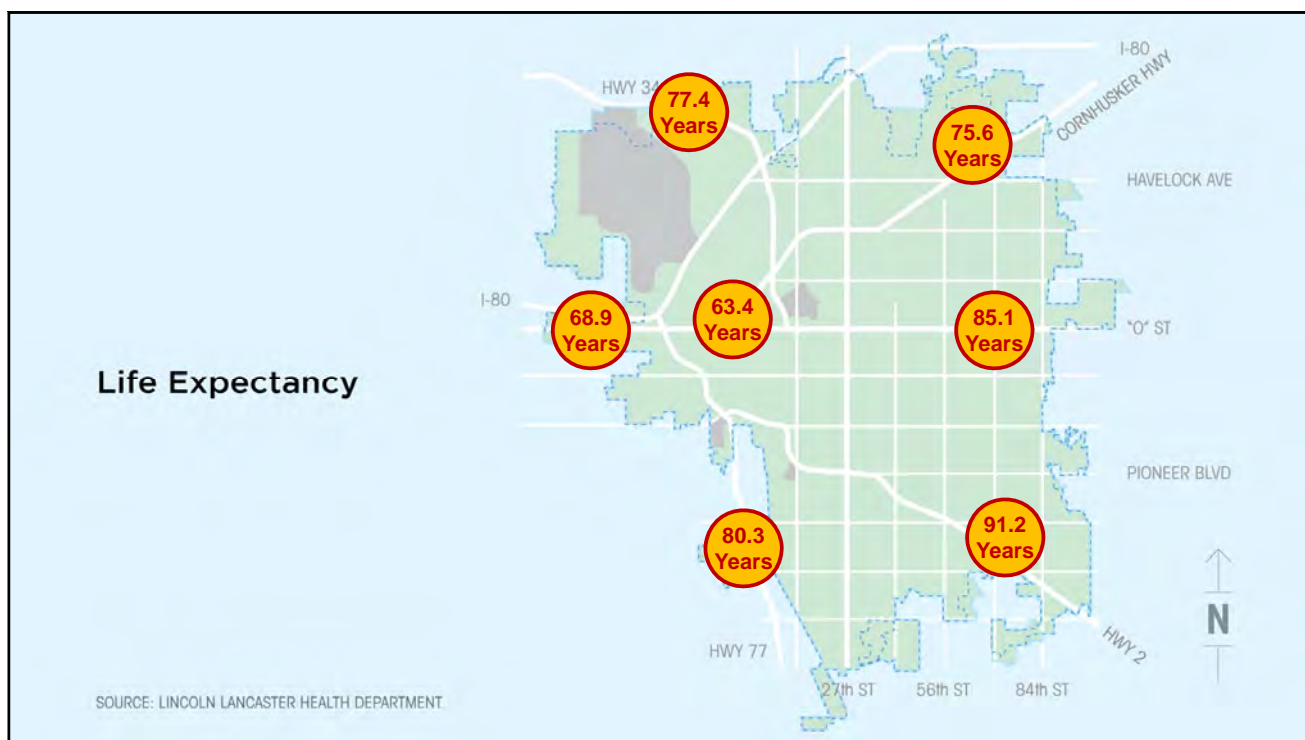 I-80
HWY 34
77.4
Years
CORNHUSKER HWY
75.6
Years
HAVELOCK AVE
I-80
68.9
Years
63.4
Years
85.1
Years
"O" ST
Life Expectancy
PIONEER BLVD
80.3
Years
91.2
Years
N
HWY 77
HWY 2
27th ST
56th ST
84th ST
SOURCE: LINCOLN LANCASTER HEALTH DEPARTMENT